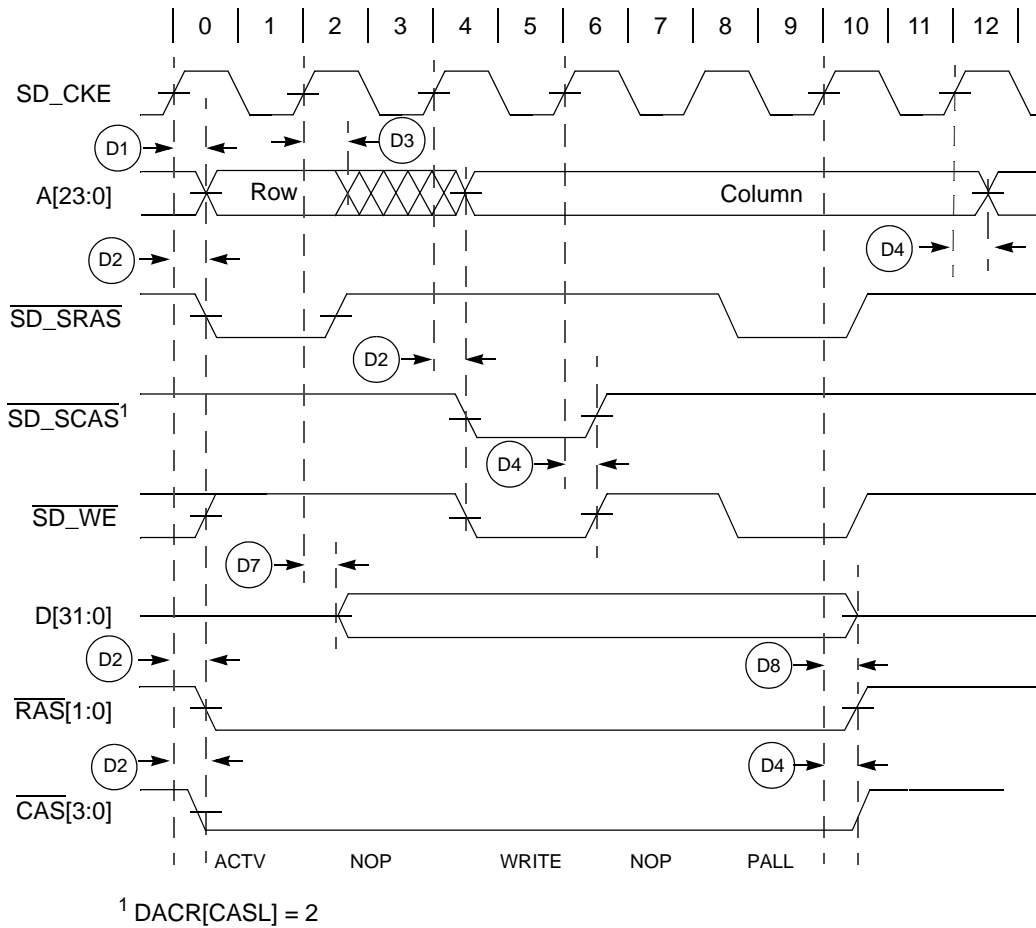 0 1 2 3 4 5 6 7 8 9 10 11 12
SD_CKE
D1
D3
A[23:0]
Row
Column
D2
D4
SD_SRAS
D2
SD_SCAS1
D4
SD_WE
D7
D[31:0]
D2
D8
RAS[1:0]
D2
D4
CAS[3:0]
ACTV NOP WRITE NOP PALL
1 DACR[CASL] = 2